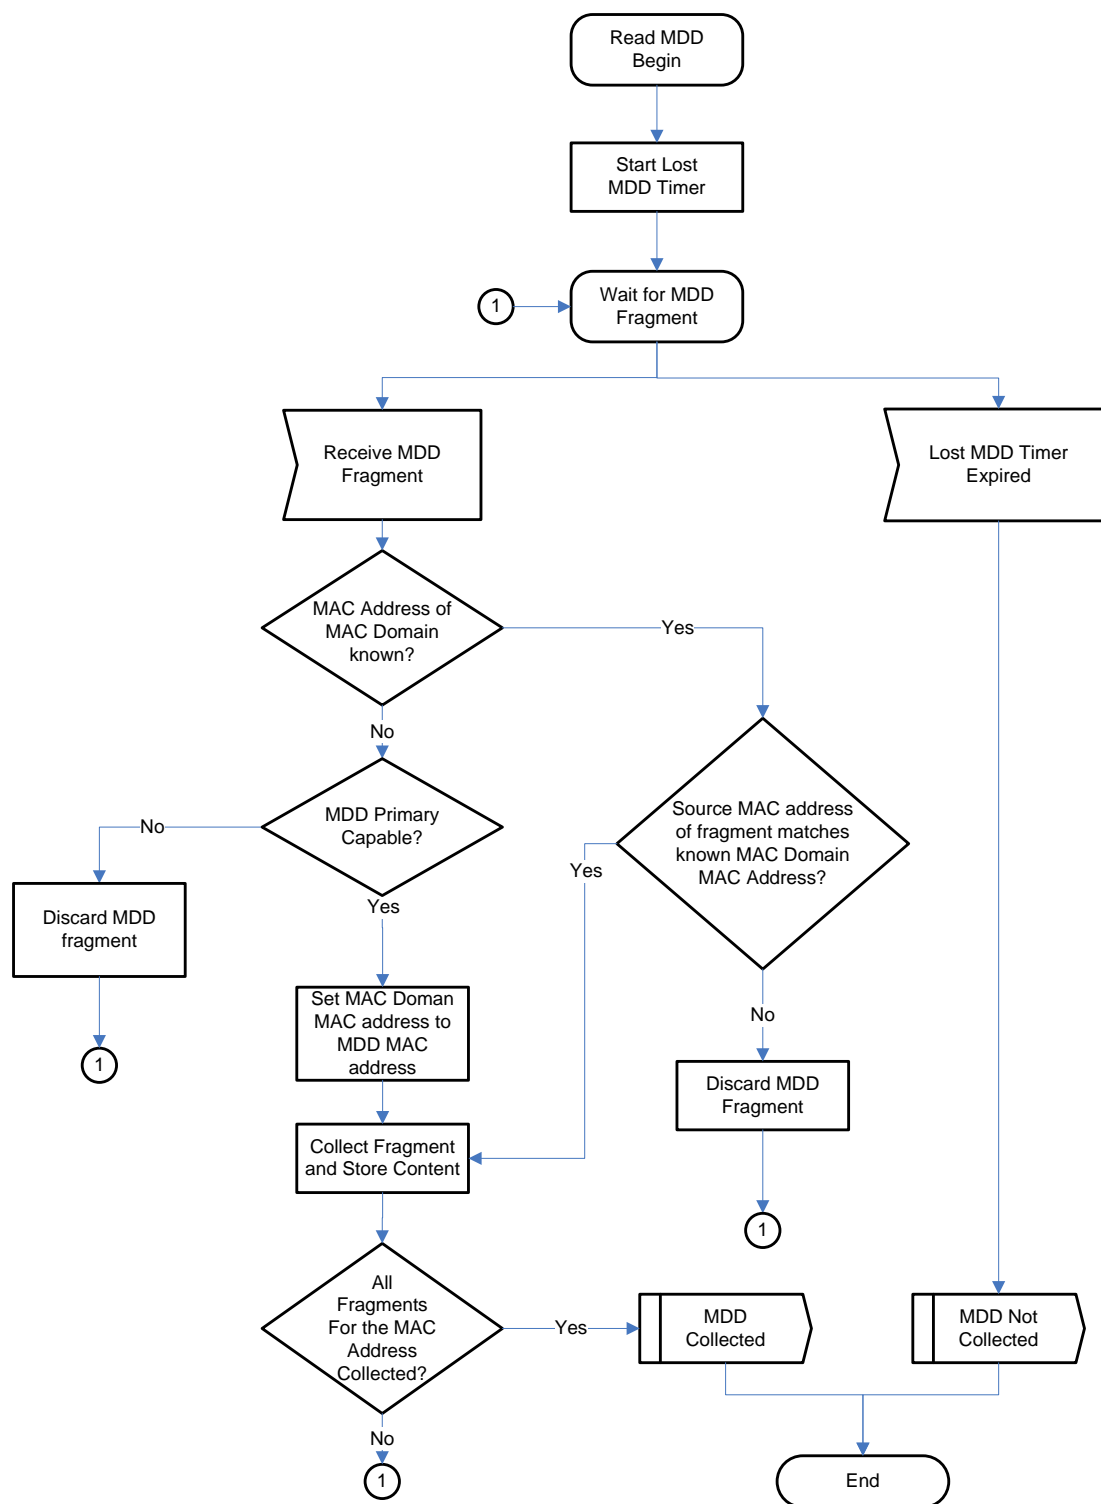 Read MDD
Begin
Start Lost
MDD Timer
1
Wait for MDD
Fragment
Receive MDD
Fragment
Lost MDD Timer
Expired
MAC Address of
MAC Domain
known?
Yes
No
MDD Primary
Capable?
No
Source MAC address
of fragment matches
known MAC Domain
MAC Address?
Yes
Yes
Discard MDD
fragment
1
Set MAC Doman
MAC address to
MDD MAC
address
No
Discard MDD
Fragment
Collect Fragment
and Store Content
1
All
Fragments
For the MAC
Address
Collected?
Yes
MDD
Collected
MDD Not
Collected
No
1
End